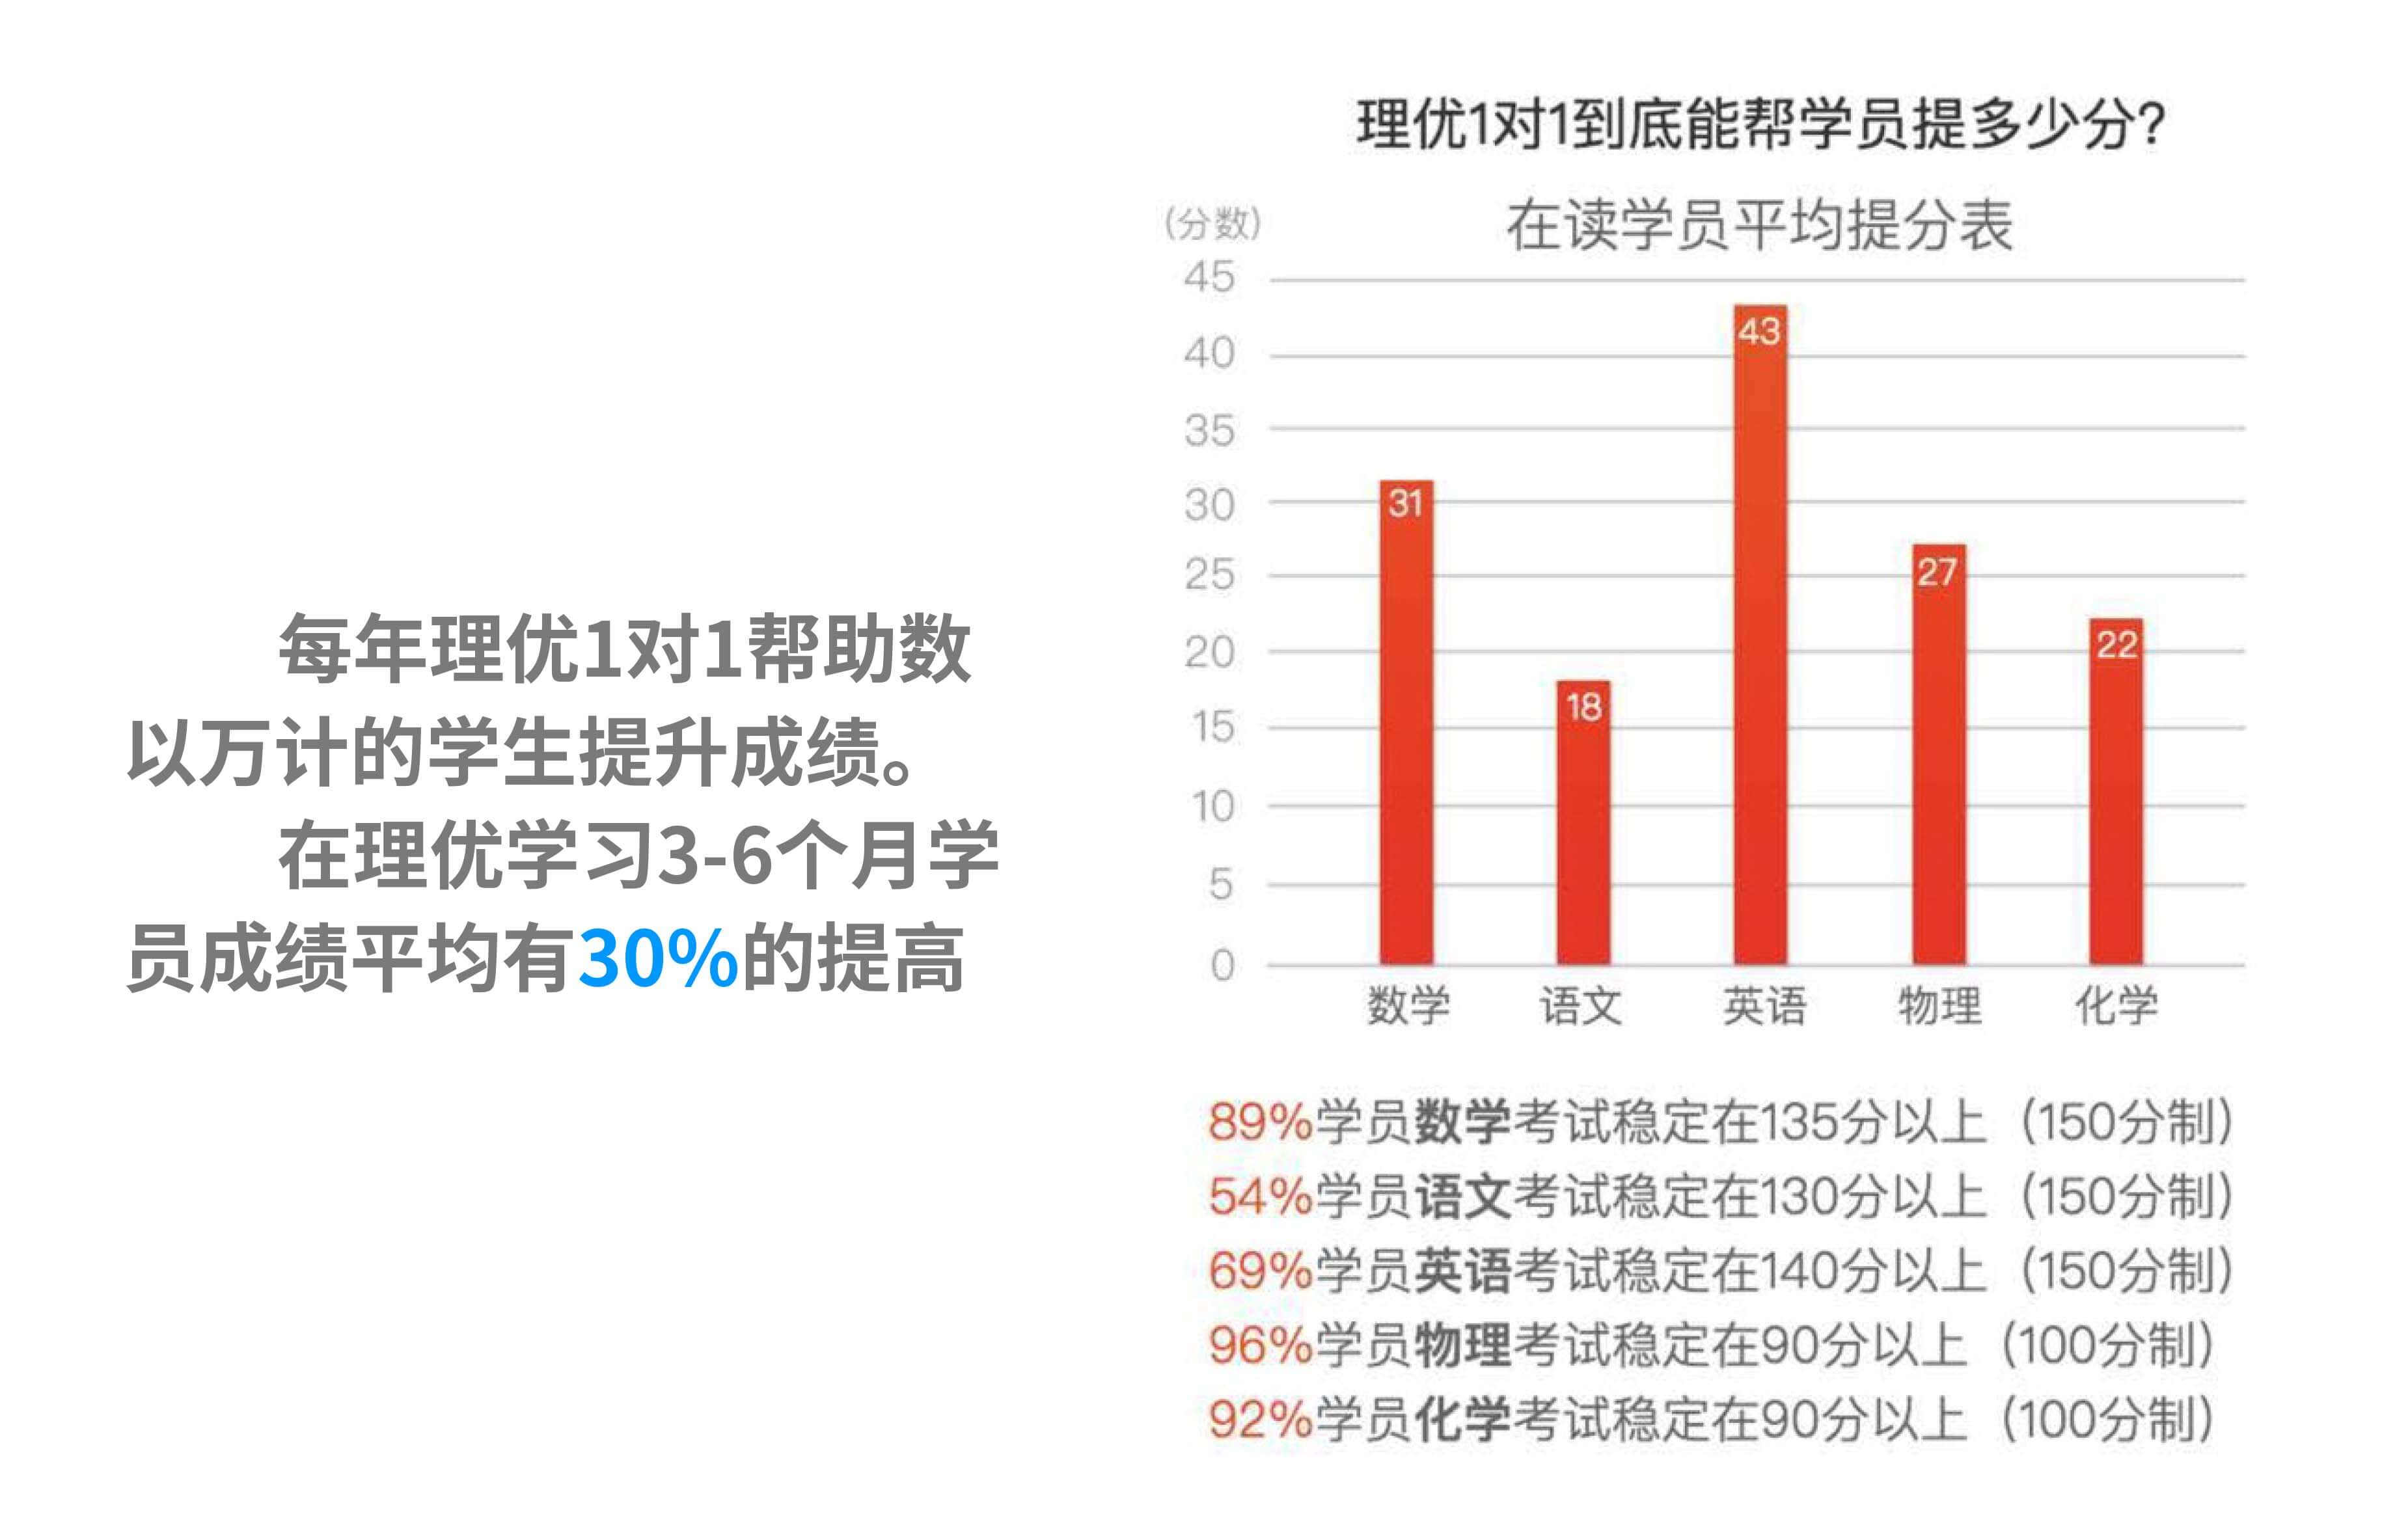 每年理优1对1帮助数
以万计的学生提升成绩。
在理优学习3-6个月学
员成绩平均有30%的提高
理优1对1到底能帮学员提多少分?
在读学员平均提分表
(分数)
45
40
35
30
25
20
15
10
5
0
31
18
43
27
22
数学
语文
英语
物理
化学
89%学员数学考试稳定在135分以上（150分制）
54%学员语文考试稳定在130分以上（150分制）
69%学员英语考试稳定在140分以上（150分制）
96%学员物理考试稳定在90分以上（100分制）
92%学员化学考试稳定在90分以上（100分制）